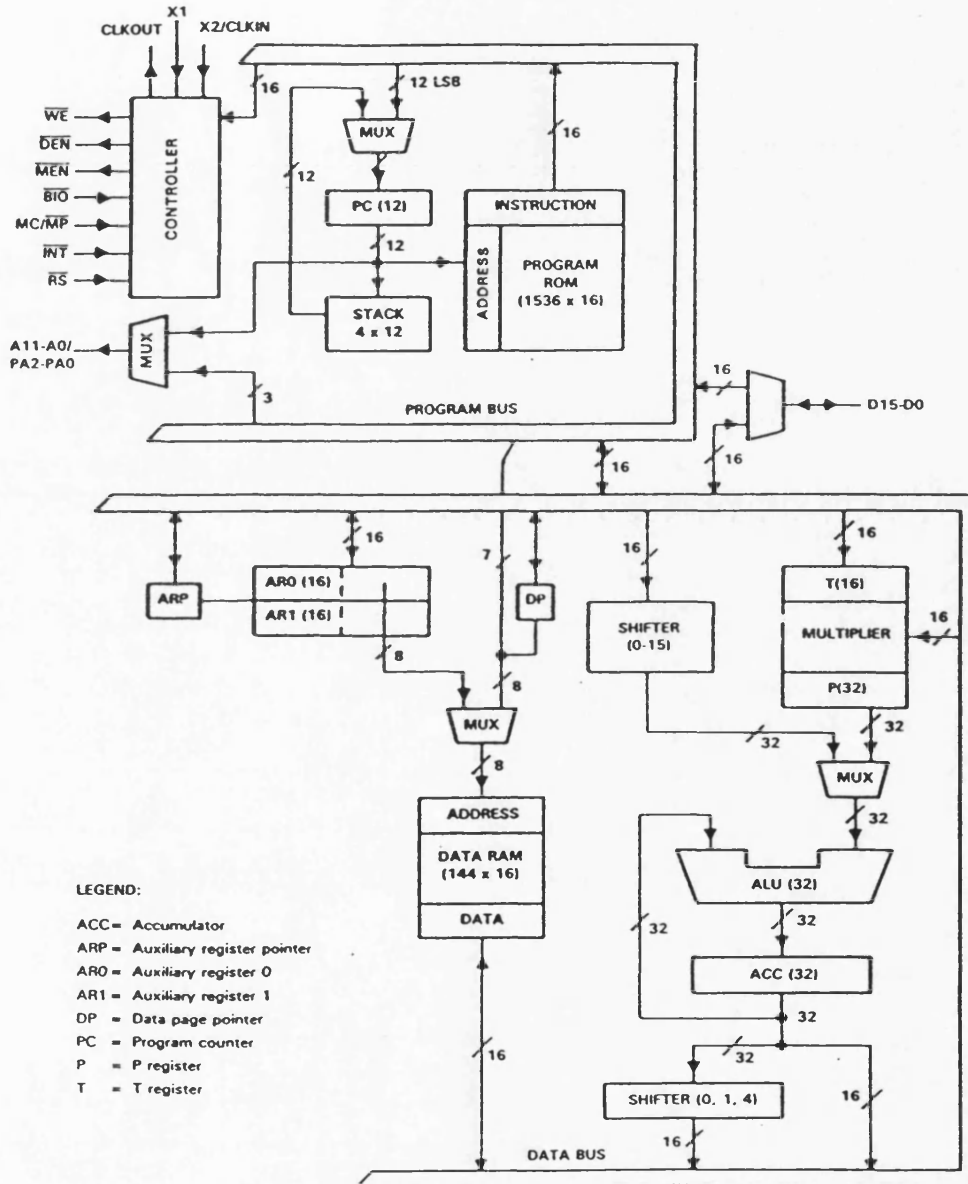 X1
CLKOUT
X2/CLKIN
WE
DEN
MEN
BIO
MC/MP
INT
RS
CONTROLLER
16
12 LSB
MUX
12
PC (12)
12
STACK
4 x 12
16
INSTRUCTION
ADDRESS
PROGRAM
ROM
(1536 x 16)
A11-A0/
PA2-PA0
MUX
3
PROGRAM BUS
16
D15-D0
16
16
ARP
16
AR0 (16)
AR1 (16)
8
7
DP
8
MUX
8
ADDRESS
DATA RAM
(144 x 16)
DATA
16
16
SHIFTER
(0-15)
32
16
T(16)
MULTIPLIER
P(32)
16
32
MUX
32
ALU (32)
32
32
ACC (32)
32
32
SHIFTER (0, 1, 4)
16
16
DATA BUS
LEGEND:
ACC = Accumulator
ARP = Auxiliary register pointer
AR0 = Auxiliary register 0
AR1 = Auxiliary register 1
DP = Data page pointer
PC = Program counter
P = P register
T = T register